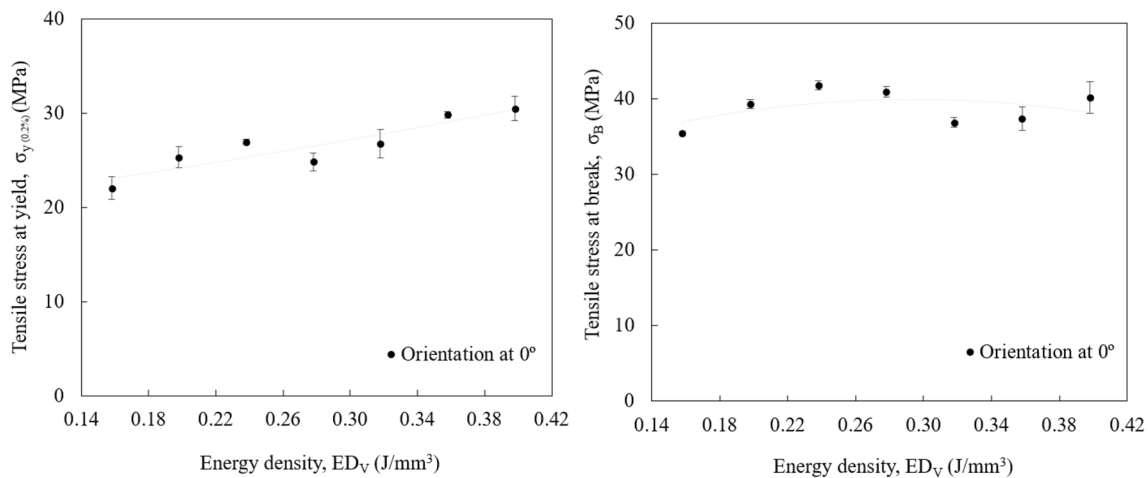 Tensile stress at yield, σy (0.2%) (MPa)
40
30
20
10
0
Orientation at 0º
0.14 0.18 0.22 0.26 0.30 0.34 0.38 0.42
Energy density, EDV (J/mm³)
Tensile stress at break, σB (MPa)
50
40
30
20
10
0
Orientation at 0º
0.14 0.18 0.22 0.26 0.30 0.34 0.38 0.42
Energy density, EDV (J/mm³)